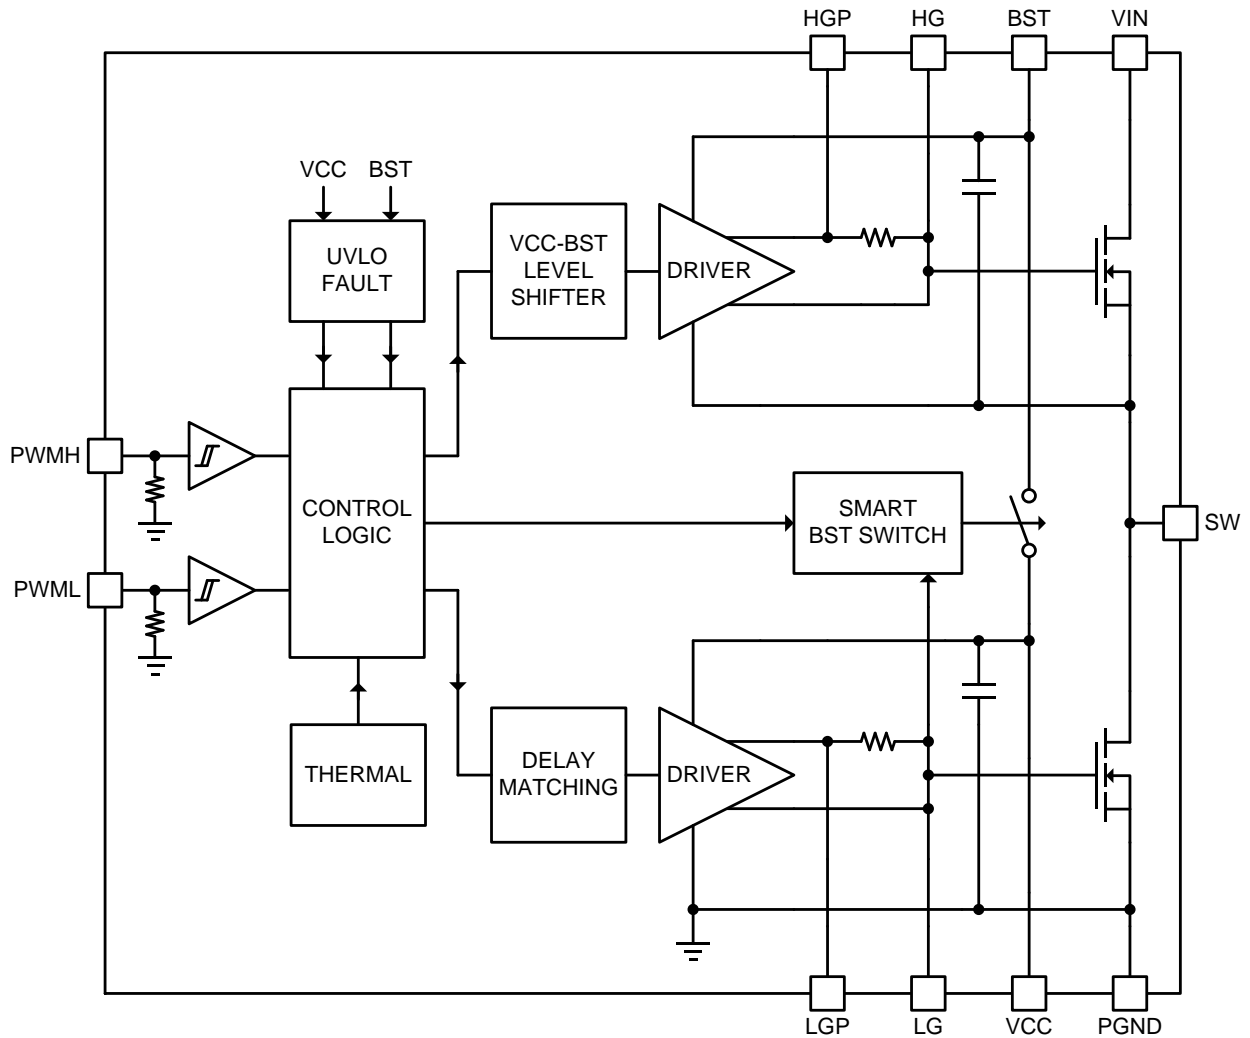 HGP
HG
BST
VIN
VCC
BST
UVLO
FAULT
VCC-BST
LEVEL
SHIFTER
DRIVER
PWMH
CONTROL
LOGIC
SMART
BST SWITCH
SW
PWML
THERMAL
DELAY
MATCHING
DRIVER
LGP
LG
VCC
PGND